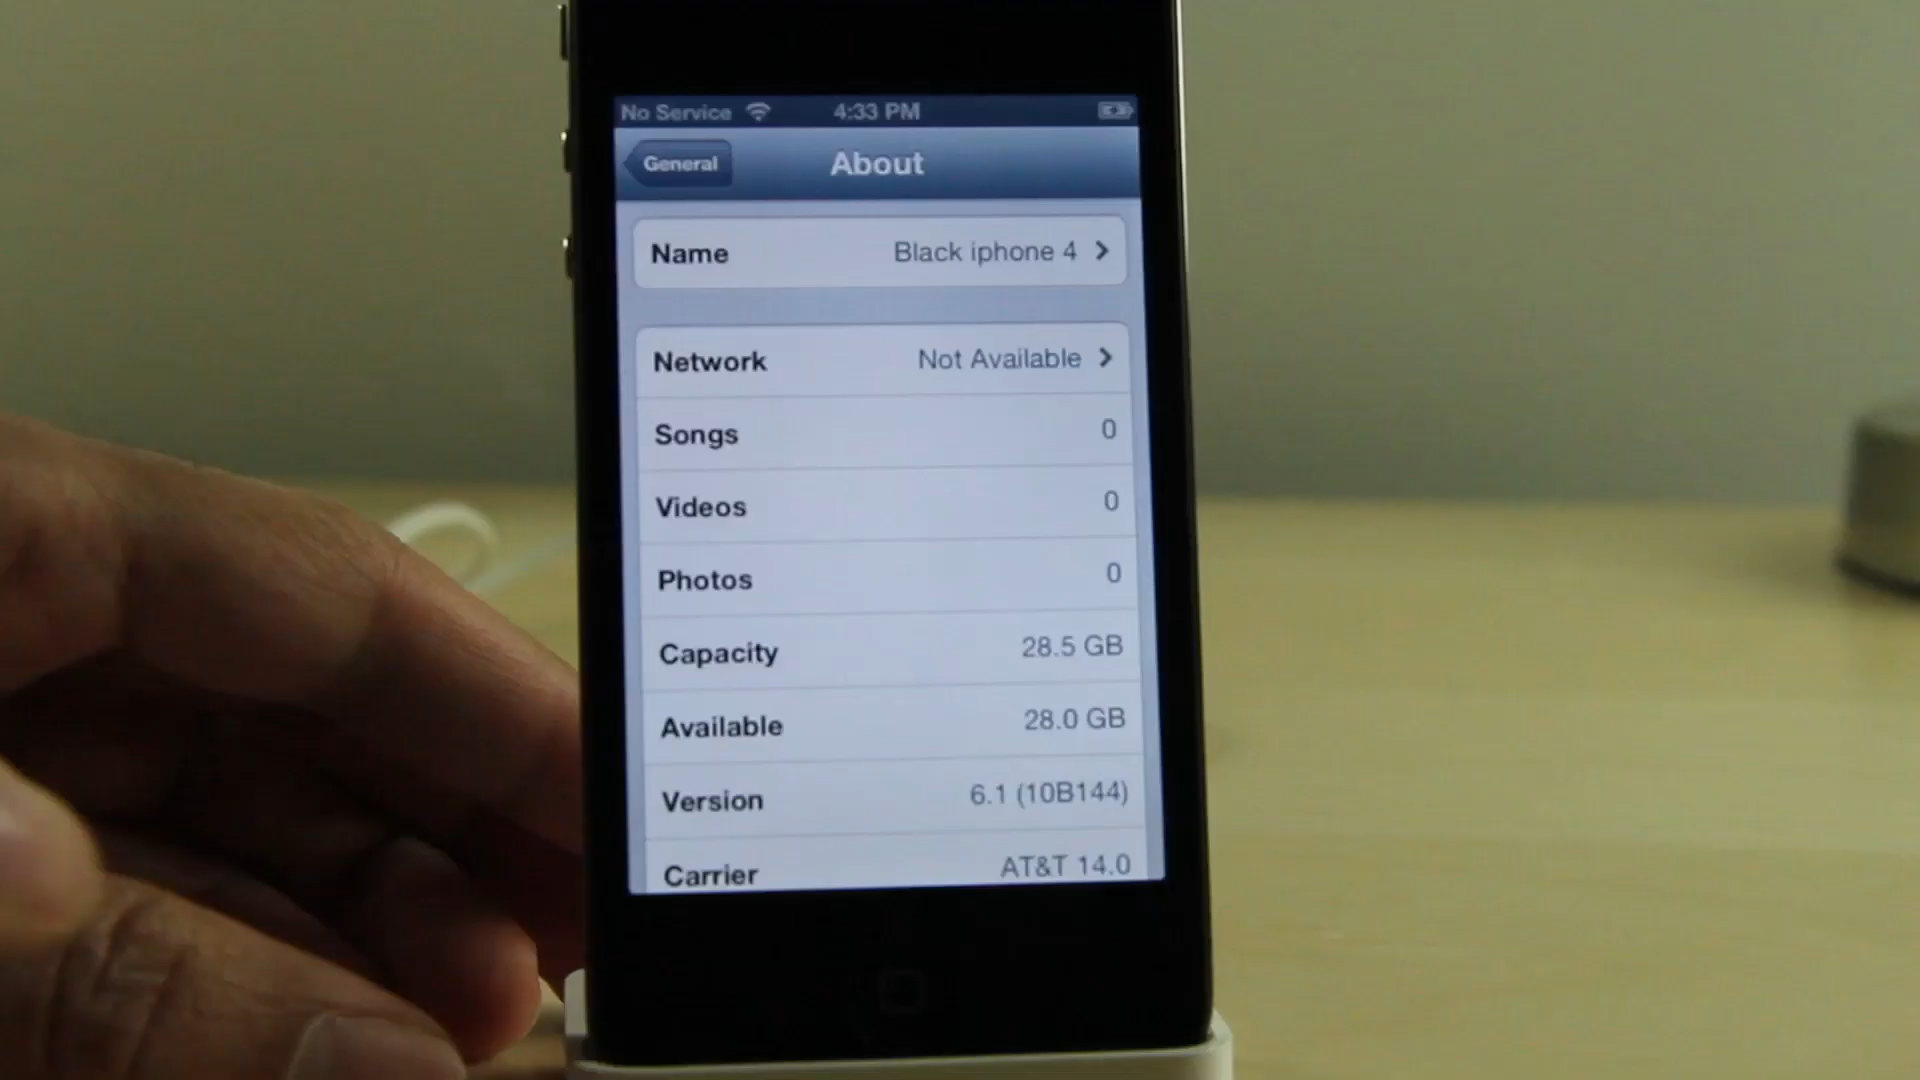 No Service 4:33 PM
General About
Name Black iphone 4
Network Not Available
Songs 0
Videos 0
Photos 0
Capacity 28.5 GB
Available 28.0 GB
Version 6.1 (10B144)
Carrier AT&T 14.0